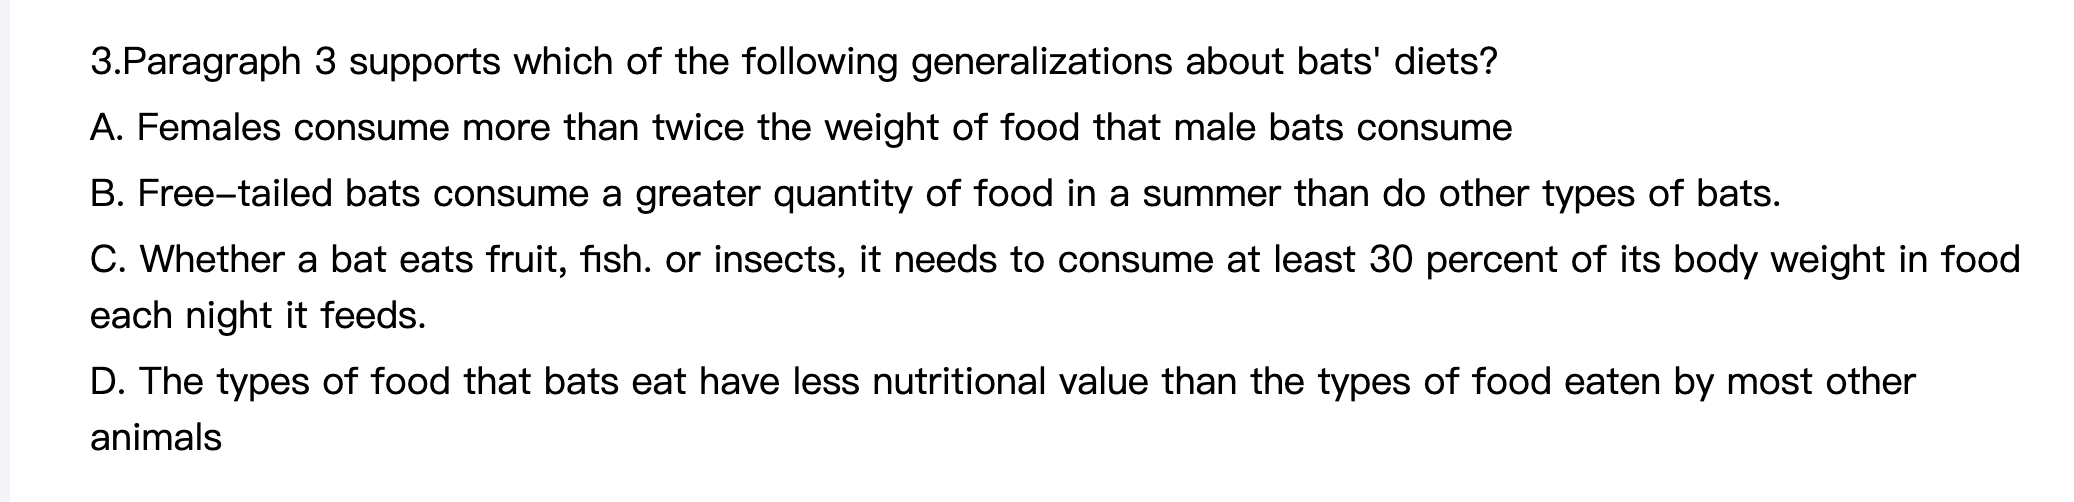 3.Paragraph 3 supports which of the following generalizations about bats' diets?
A. Females consume more than twice the weight of food that male bats consume
B. Free–tailed bats consume a greater quantity of food in a summer than do other types of bats.
C. Whether a bat eats fruit, fish. or insects, it needs to consume at least 30 percent of its body weight in food
each night it feeds.
D. The types of food that bats eat have less nutritional value than the types of food eaten by most other
animals